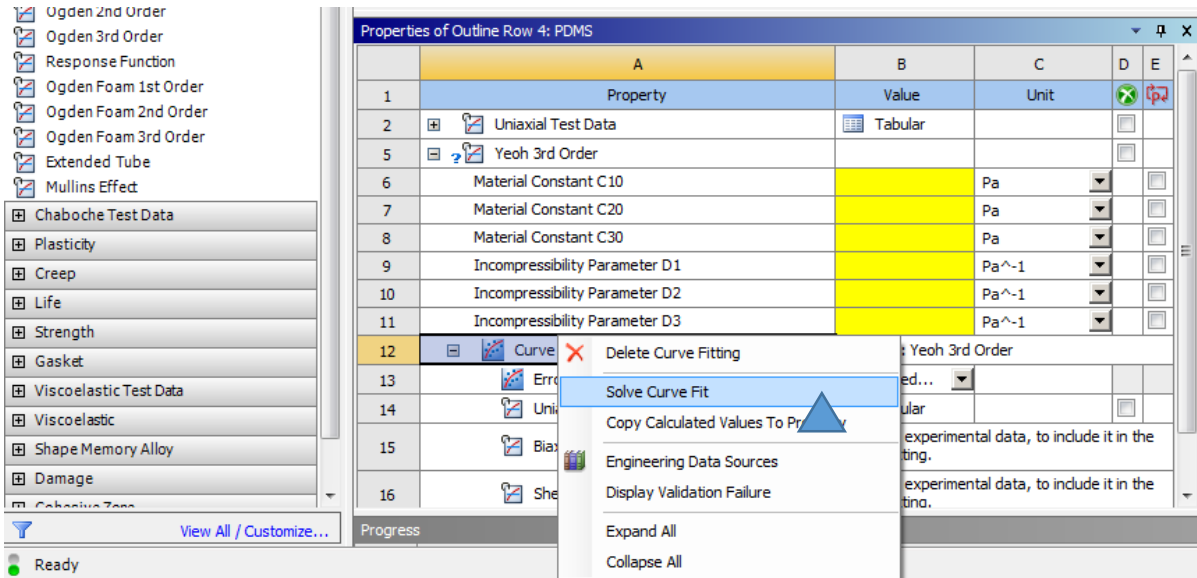 Ogden 2nd Order
Ogden 3rd Order
Response Function
Ogden Foam 1st Order
Ogden Foam 2nd Order
Ogden Foam 3rd Order
Extended Tube
Mullins Effect
Chaboche Test Data
Plasticity
Creep
Life
Strength
Gasket
Viscoelastic Test Data
Viscoelastic
Shape Memory Alloy
Damage
Cohesive Zone
View All / Customize...
Ready
Properties of Outline Row 4: PDMS
A B C D E
1 Property Value Unit
2 Uniaxial Test Data Tabular
5 Yeoh 3rd Order
6 Material Constant C10 Pa
7 Material Constant C20 Pa
8 Material Constant C30 Pa
9 Incompressibility Parameter D1 Pa^-1
10 Incompressibility Parameter D2 Pa^-1
11 Incompressibility Parameter D3 Pa^-1
12 Curve : Yeoh 3rd Order
13
14
15 experimental data, to include it in the
16 experimental data, to include it in the
Delete Curve Fitting
Solve Curve Fit
Copy Calculated Values To
Engineering Data Sources
Display Validation Failure
Expand All
Collapse All
Progress